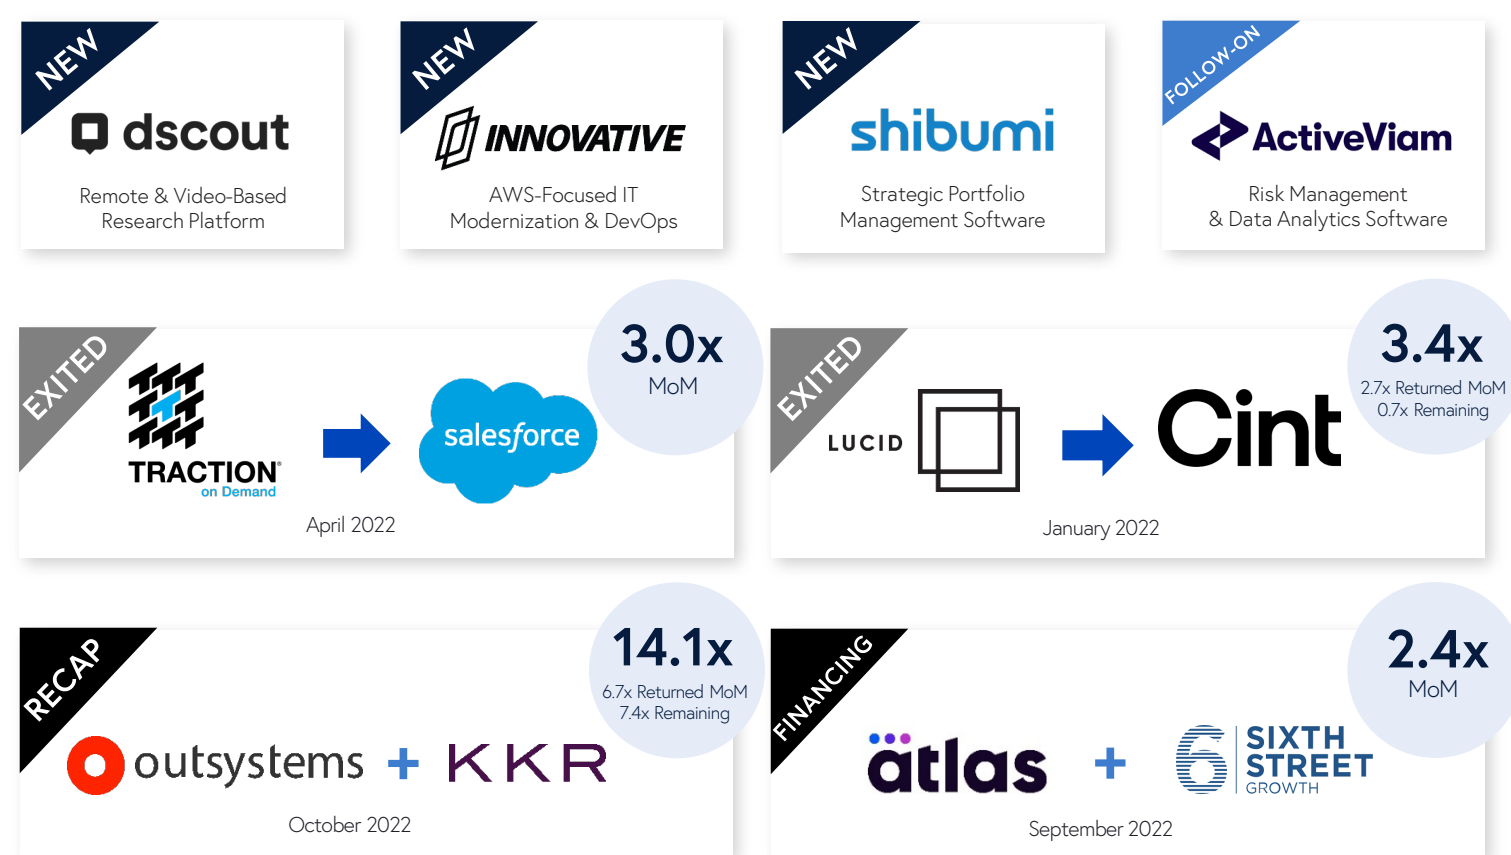 NEW
dscout
Remote & Video-Based
Research Platform
NEW
INNOVATIVE
AWS-Focused IT
Modernization & DevOps
NEW
shibumi
Strategic Portfolio
Management Software
FOLLOW-ON
ActiveViam
Risk Management
& Data Analytics Software
EXITED
TRACTION®
on Demand
salesforce
3.0x
MoM
April 2022
EXITED
LUCID
Cint
3.4x
2.7x Returned MoM
0.7x Remaining
January 2022
RECAP
outsystems + KKR
14.1x
6.7x Returned MoM
7.4x Remaining
October 2022
FINANCING
atlas +
6
SIXTH
STREET
GROWTH
2.4x
MoM
September 2022